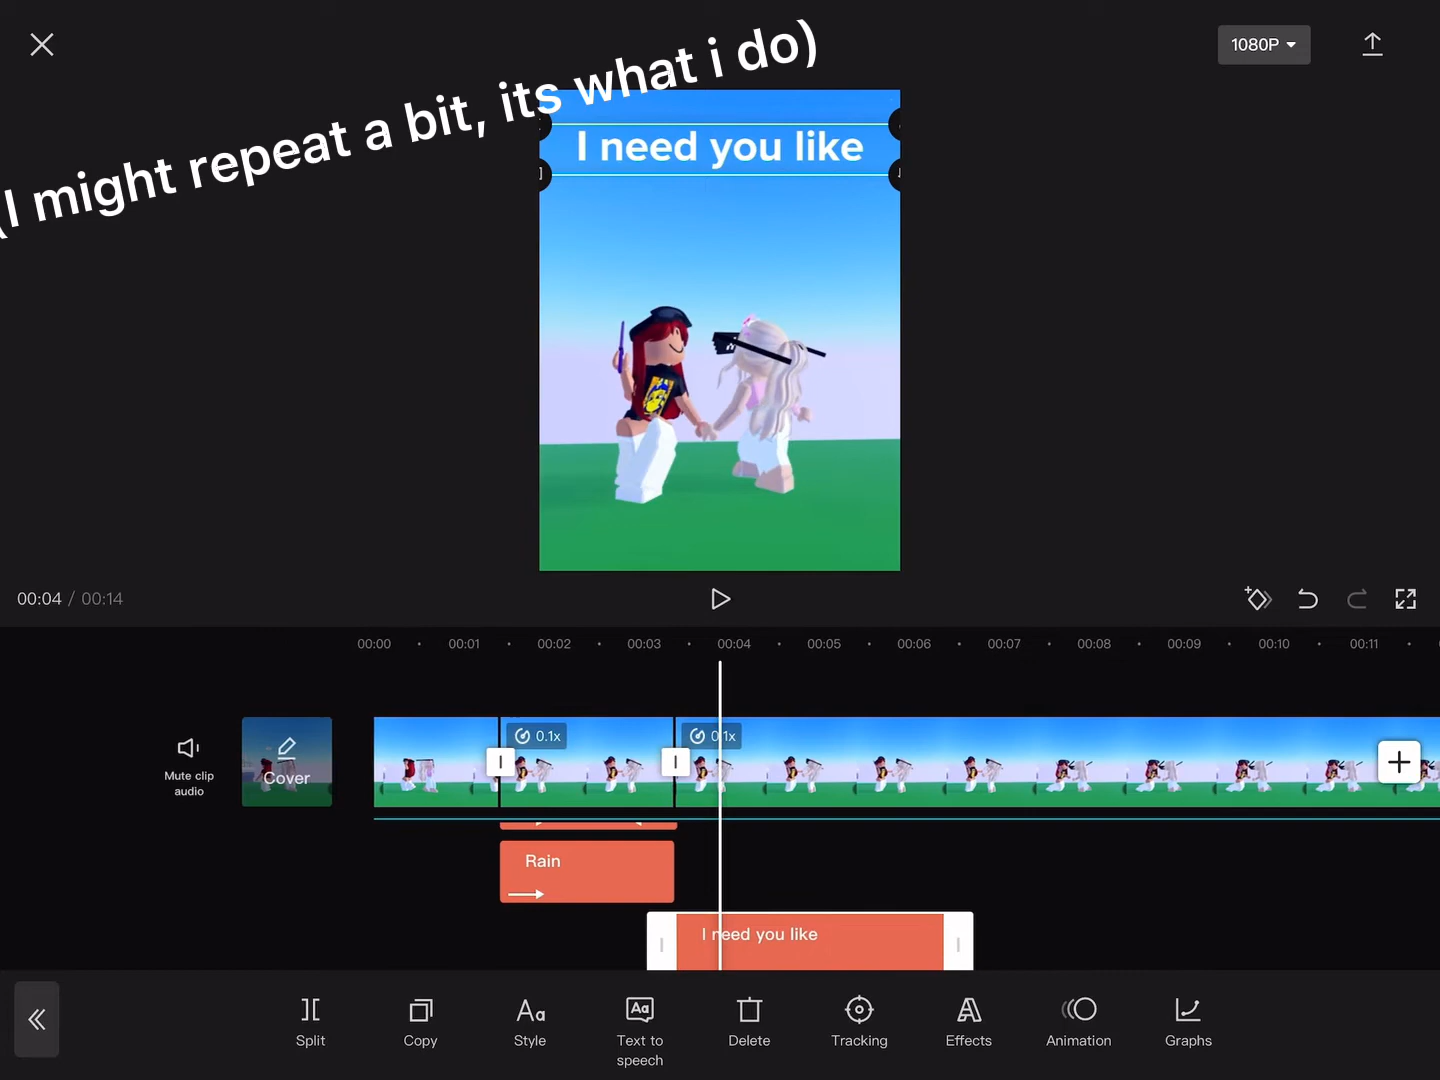 (I might repeat a bit, its what i do)
1080P
I need you like
00:04 / 00:14
00:00
00:01
00:02
00:03
00:04
00:05
00:06
00:07
00:08
00:09
00:10
00:11
Mute clip
audio
Cover
0.1x
0.1x
Rain
I need you like
Split
Copy
Style
Text to
speech
Delete
Tracking
Effects
Animation
Graphs